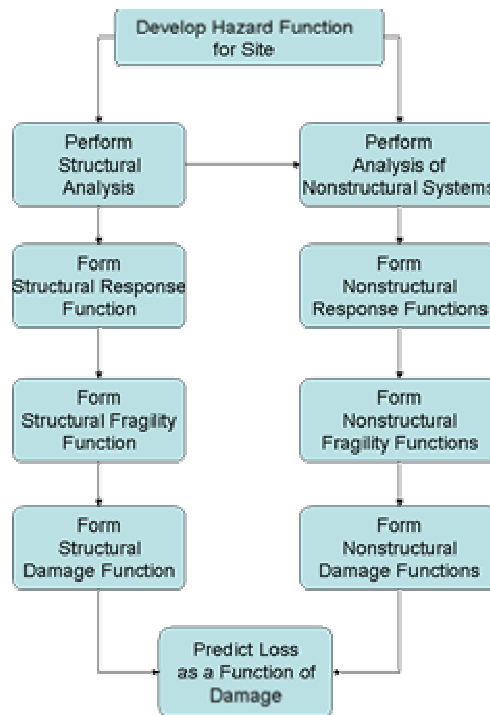 Develop Hazard Function
for Site
Perform
Structural
Analysis
Perform
Analysis of
Nonstructural Systems
Form
Structural Response
Function
Form
Nonstructural
Response Functions
Form
Structural Fragility
Function
Form
Nonstructural
Fragility Functions
Form
Structural
Damage Function
Form
Nonstructural
Damage Functions
Predict Loss
as a Function of
Damage